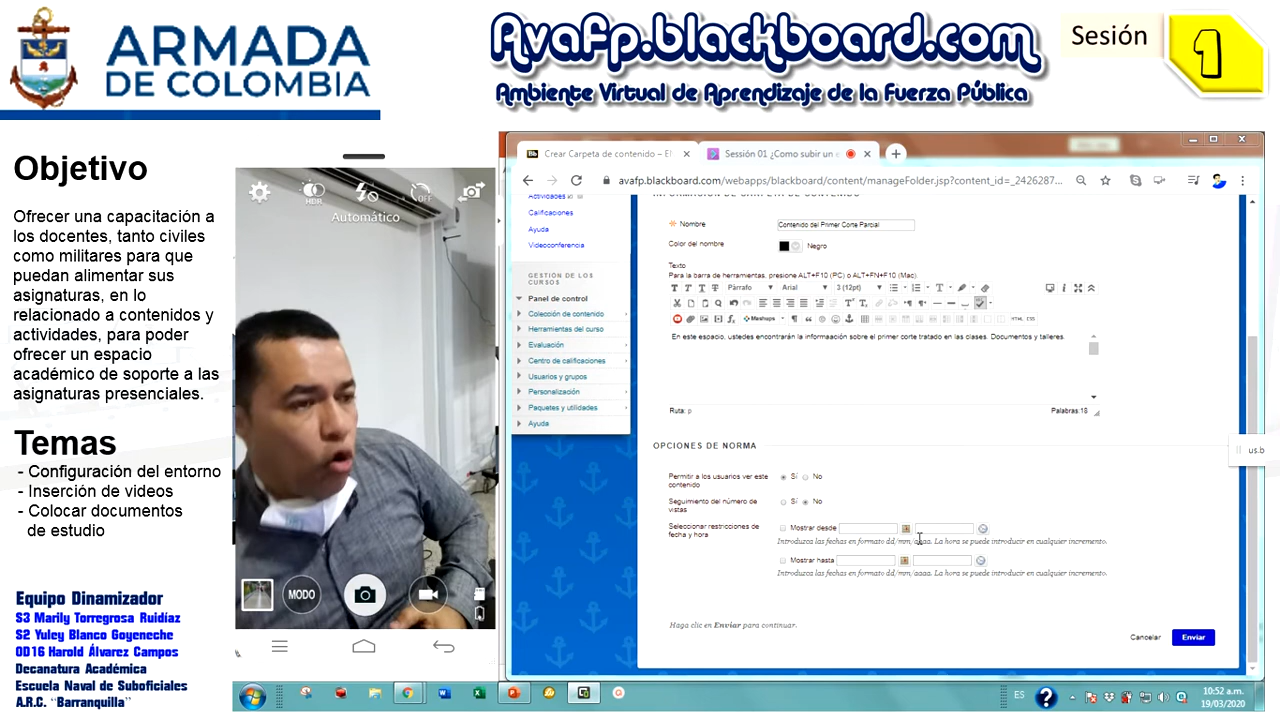 ARMADA
DE COLOMBIA
AvaFp.blackboard.com
Ambiente Virtual de Aprendizaje de la Fuerza Pública
Sesión
1
Objetivo
Ofrecer una capacitación a
los docentes, tanto civiles
como militares para que
puedan alimentar sus
asignaturas, en lo
relacionado a contenidos y
actividades, para poder
ofrecer un espacio
académico de soporte a las
asignaturas presenciales.
Temas
- Configuración del entorno
- Inserción de videos
- Colocar documentos
de estudio
Equipo Dinamizador
S3 Marily Torregrosa Ruidíaz
S2 Yuley Blanco Goyeneche
OD16 Harold Álvarez Campos
Decanatura Académica
Escuela Naval de Suboficiales
A.R.C. "Barranquilla"
HDR
OFF
Automático
MODO
Bb Crear Carpeta de contenido – El
Sessión 01 ¿Como subir un
avafp.blackboard.com/webapps/blackboard/content/manageFolder.jsp?content_id=_2426287...
Actividades
Calificaciones
Ayuda
Videoconferencia
GESTIÓN DE LOS
CURSOS
Panel de control
Colección de contenido
Herramientas del curso
Evaluación
Centro de calificaciones
Usuarios y grupos
Personalización
Paquetes y utilidades
Ayuda
Nombre
Contenido del Primer Corte Parcial
Color del nombre
Negro
Texto
Para la barra de herramientas, presione ALT+F10 (PC) o ALT+FN+F10 (Mac).
T T T T Párrafo Arial 3 (12pt)
Mashups
HTML CSS
En este espacio, ustedes encontrarán la informaación sobre el primer corte tratado en las clases. Documentos y talleres.
Ruta: p
Palabras:18
OPCIONES DE NORMA
Permitir a los usuarios ver este
contenido
Sí No
Seguimiento del número de
vistas
Sí No
Seleccionar restricciones de
fecha y hora
Mostrar desde
Introduzca las fechas en formato dd/mm/aaaa. La hora se puede introducir en cualquier incremento.
Mostrar hasta
Introduzca las fechas en formato dd/mm/aaaa. La hora se puede introducir en cualquier incremento.
Haga clic en Enviar para continuar.
Cancelar
Enviar
us.b
ES
10:52 a.m.
19/03/2020